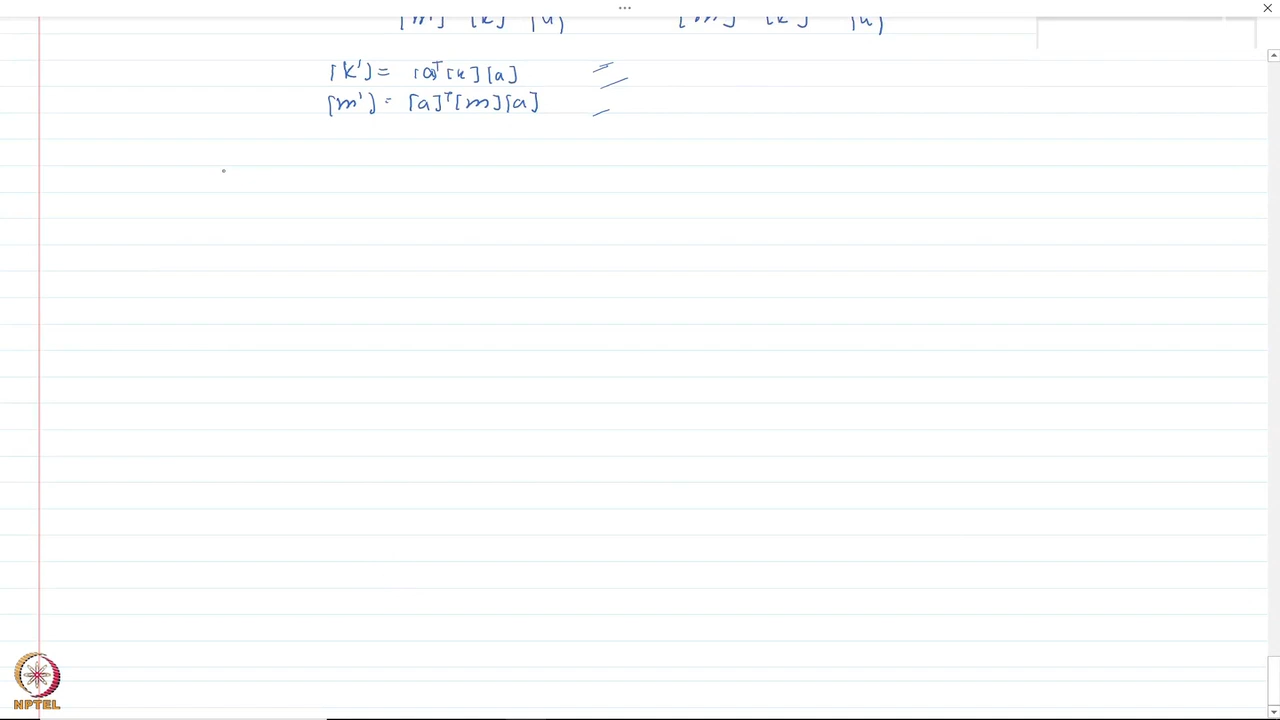 [m'] [k] {u} [m] [k] {u}
[k'] = [a]ᵀ[k][a]
[m'] = [a]ᵀ[m][a]
NPTEL